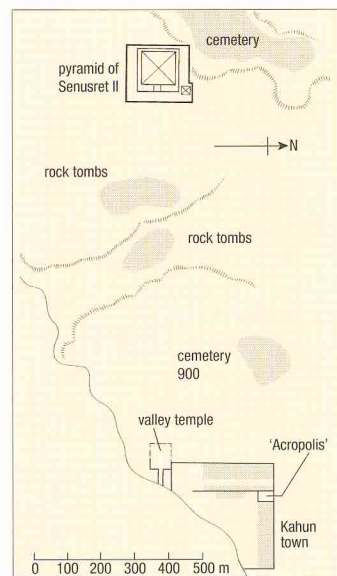 cemetery
pyramid of
Senusret II
N
rock tombs
rock tombs
cemetery
900
valley temple
'Acropolis'
Kahun
town
0 100 200 300 400 500 m